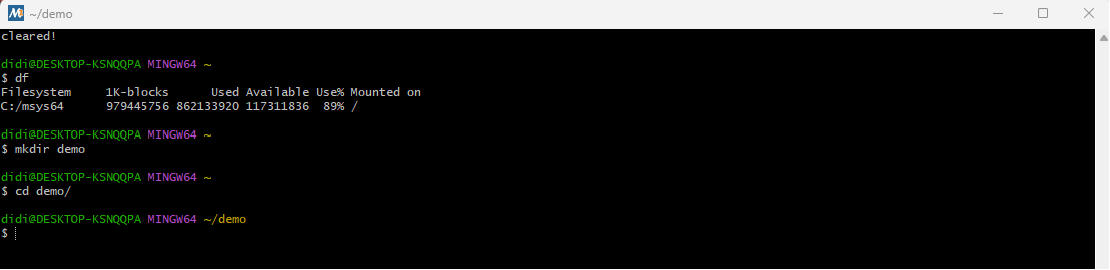 ~/demo
cleared!
didi@DESKTOP-KSNQQPA MINGW64 ~
$ df
Filesystem     1K-blocks      Used Available Use% Mounted on
C:/msys64      979445756 862133920 117311836  89% /
didi@DESKTOP-KSNQQPA MINGW64 ~
$ mkdir demo
didi@DESKTOP-KSNQQPA MINGW64 ~
$ cd demo/
didi@DESKTOP-KSNQQPA MINGW64 ~/demo
$